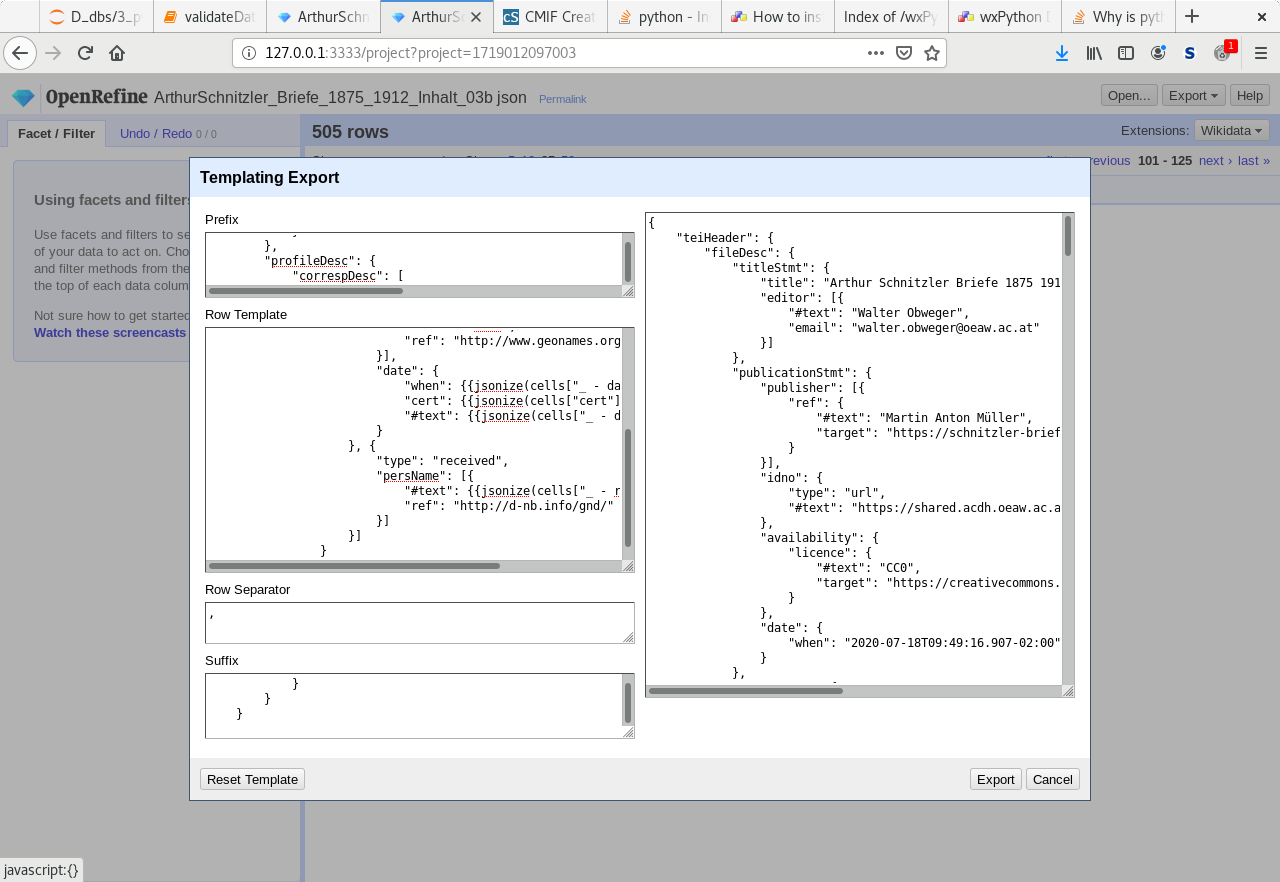 D_dbs/3_p
validateDat
ArthurSchn
ArthurSc
CMIF Creat
python - In
How to ins
Index of /wxPy
wxPython D
Why is pyth
127.0.0.1:3333/project?project=1719012097003
1
OpenRefine ArthurSchnitzler_Briefe_1875_1912_Inhalt_03b json Permalink
Open... Export Help
Facet / Filter Undo / Redo 0 / 0
505 rows
Extensions: Wikidata
101 - 125 next › last »
Using facets and filters
Use facets and filters to se
of your data to act on. Cho
and filter methods from the
the top of each data colum
Not sure how to get started
Watch these screencasts
Templating Export
Prefix
},
"profileDesc": {
"correspDesc": [
Row Template
"ref": "http://www.geonames.org
}],
"date": {
"when": {{jsonize(cells["_ - da
"cert": {{jsonize(cells["cert"]
"#text": {{jsonize(cells["_ - d
}
}, {
"type": "received",
"persName": [{
"#text": {{jsonize(cells["_ - r
"ref": "http://d-nb.info/gnd/"
}]
}]
}
Row Separator
,
Suffix
}
}
}
{
"teiHeader": {
"fileDesc": {
"titleStmt": {
"title": "Arthur Schnitzler Briefe 1875 191
"editor": [{
"#text": "Walter Obweger",
"email": "walter.obweger@oeaw.ac.at"
}]
},
"publicationStmt": {
"publisher": [{
"ref": {
"#text": "Martin Anton Müller",
"target": "https://schnitzler-brief
}
}],
"idno": {
"type": "url",
"#text": "https://shared.acdh.oeaw.ac.a
},
"availability": {
"licence": {
"#text": "CC0",
"target": "https://creativecommons.
}
},
"date": {
"when": "2020-07-18T09:49:16.907-02:00"
}
},
Reset Template
Export Cancel
javascript:{}